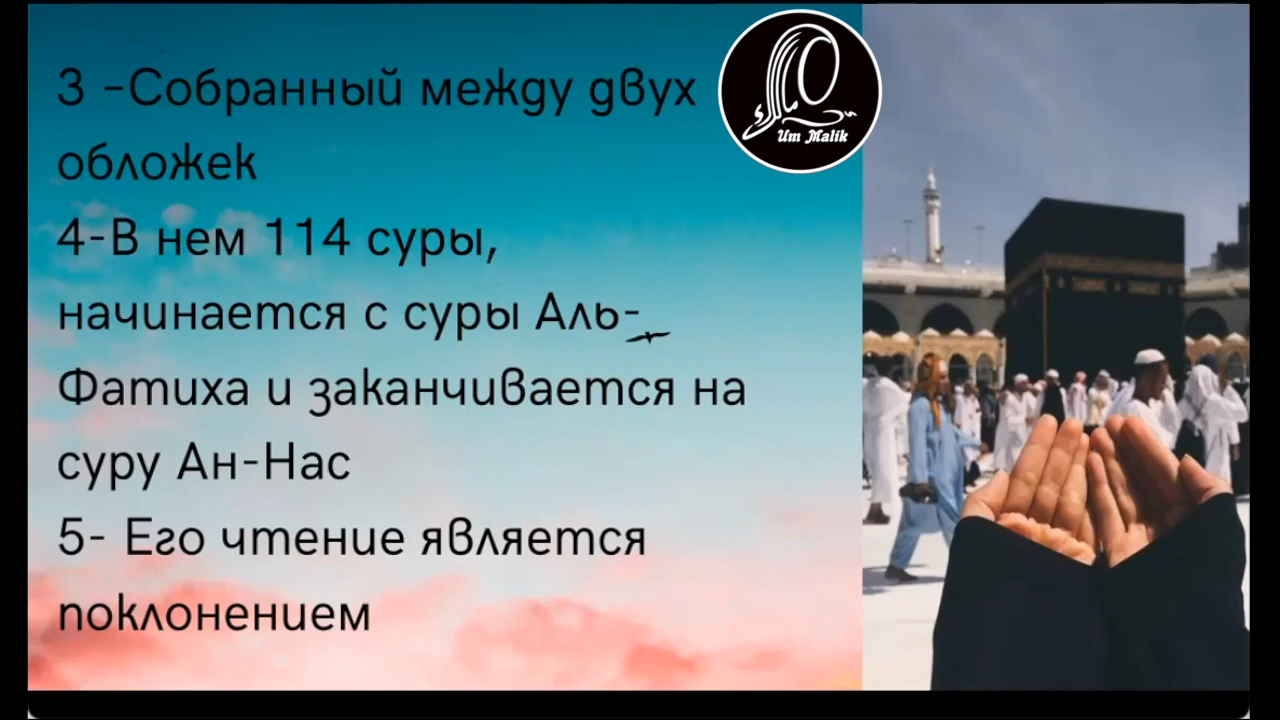 3 -Собранный между двух
обложек
4-В нем 114 суры,
начинается с суры Аль-
Фатиха и заканчивается на
суру Ан-Нас
5- Его чтение является
поклонением
Um Malik